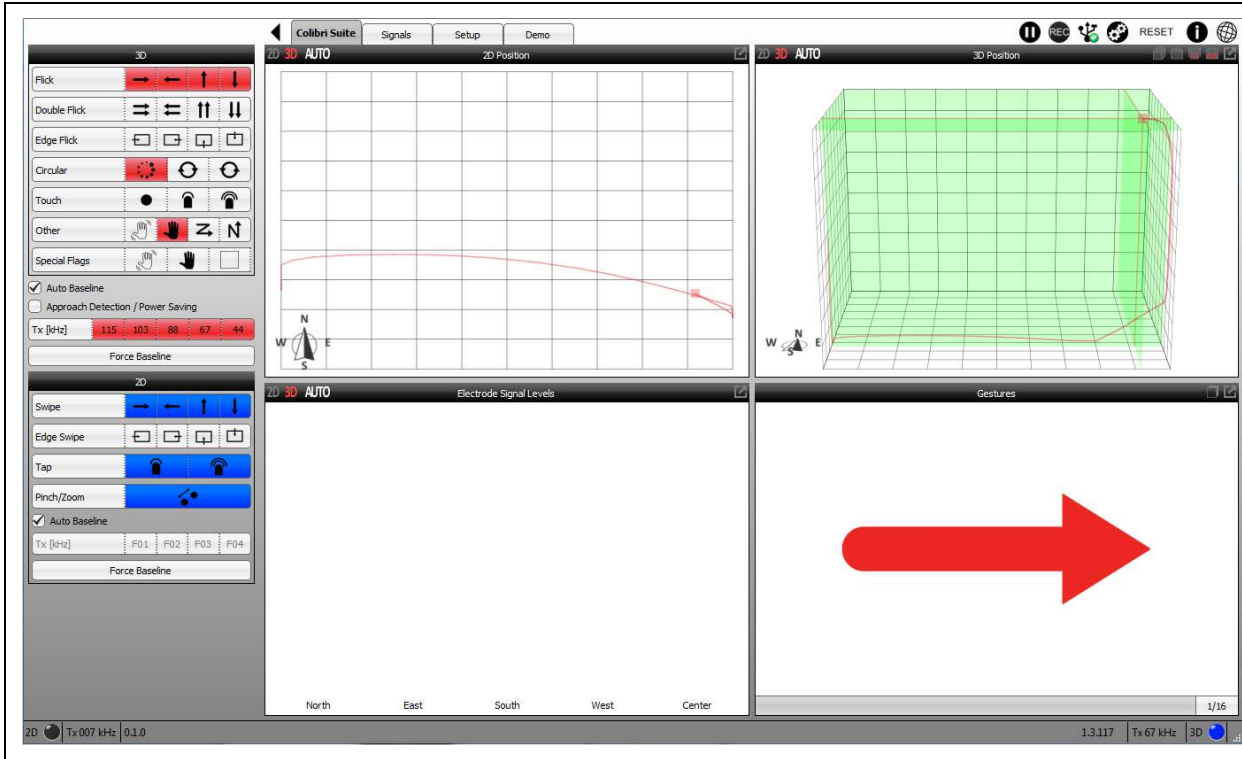 Colibri Suite Signals Setup Demo
REC RESET
3D
Flick
Double Flick
Edge Flick
Circular
Touch
Other
Special Flags
Auto Baseline
Approach Detection / Power Saving
Tx [kHz] 115 103 88 67 44
Force Baseline
2D
Swipe
Edge Swipe
Tap
Pinch/Zoom
Auto Baseline
Tx [kHz] F01 F02 F03 F04
Force Baseline
2D 3D AUTO 2D Position
N
W E
S
2D 3D AUTO 3D Position
N
W E
S
2D 3D AUTO Electrode Signal Levels
North East South West Center
Gestures
1/16
2D Tx 007 kHz 0.1.0
1.3.117 Tx 67 kHz 3D